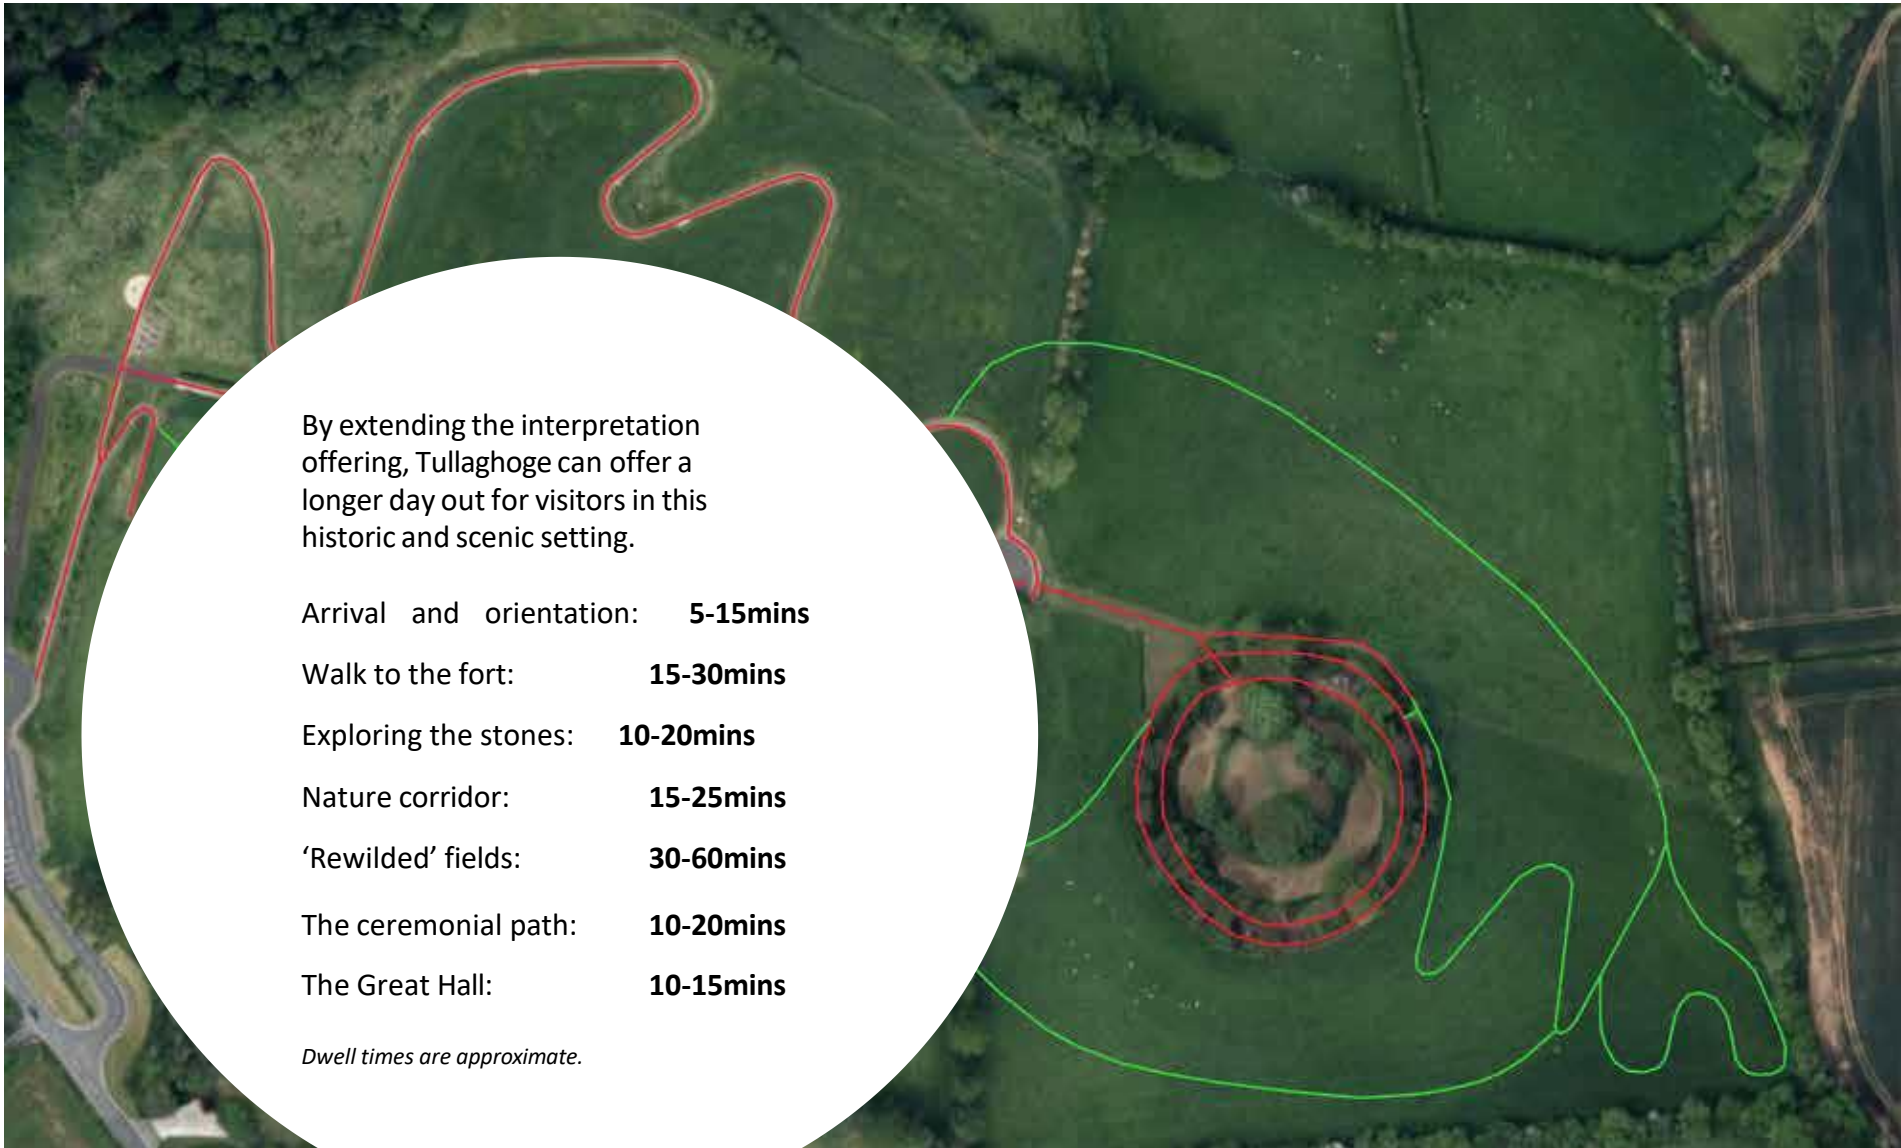 By extending the interpretation
offering, Tullaghoge can offer a
longer day out for visitors in this
historic and scenic setting.
Arrival and orientation: 5-15mins
Walk to the fort: 15-30mins
Exploring the stones: 10-20mins
Nature corridor: 15-25mins
‘Rewilded’ fields: 30-60mins
The ceremonial path: 10-20mins
The Great Hall: 10-15mins
Dwell times are approximate.